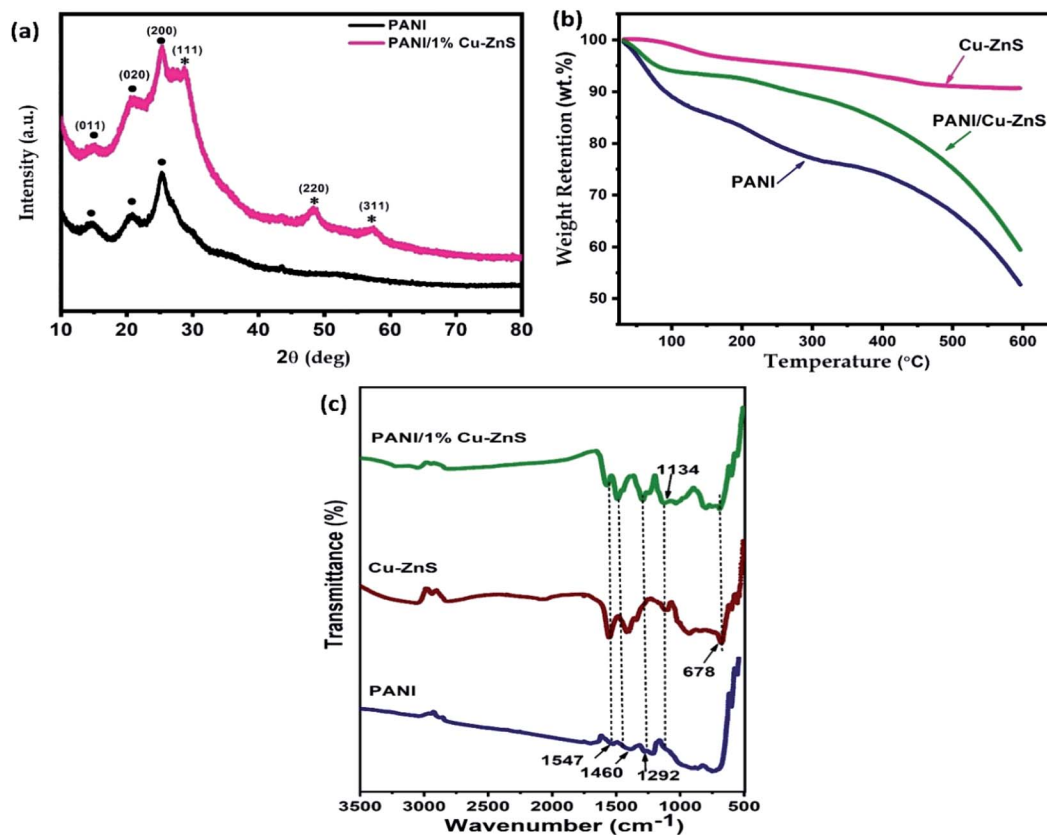 (a)
PANI
PANI/1% Cu-ZnS
(200)
(111)
*
(020)
(011)
(220)
*
(311)
*
Intensity (a.u.)
10 20 30 40 50 60 70 80
2θ (deg)
(b)
100
90
80
70
60
50
Weight Retention (wt.%)
Cu-ZnS
PANI/Cu-ZnS
PANI
100 200 300 400 500 600
Temperature (°C)
(c)
PANI/1% Cu-ZnS
1134
Cu-ZnS
678
PANI
1547
1460
1292
Transmittance (%)
3500 3000 2500 2000 1500 1000 500
Wavenumber (cm⁻¹)